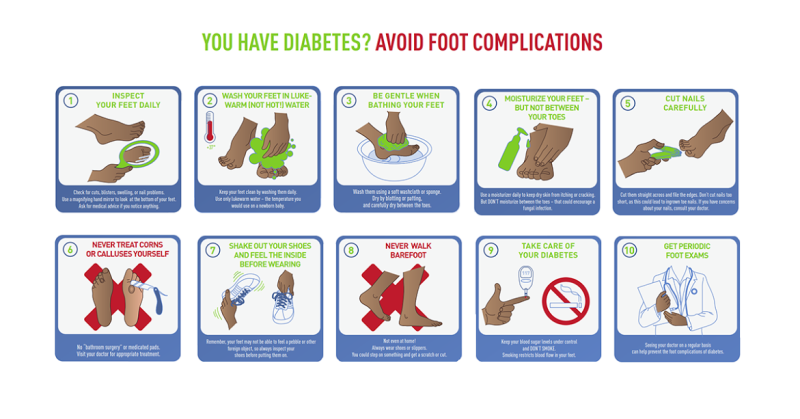 YOU HAVE DIABETES? AVOID FOOT COMPLICATIONS
1
INSPECT
YOUR FEET DAILY
Check for cuts, blisters, swelling, or nail problems.
Use a magnifying hand mirror to look at the bottom of your feet.
Ask for medical advice if you notice anything.
2
WASH YOUR FEET IN LUKE-
WARM (NOT HOT!) WATER
Keep your feet clean by washing them daily.
Use only lukewarm water – the temperature you
would use on a newborn baby.
3
BE GENTLE WHEN
BATHING YOUR FEET
Wash them using a soft washcloth or sponge.
Dry by blotting or patting,
and carefully dry between the toes.
4
MOISTURIZE YOUR FEET –
BUT NOT BETWEEN
YOUR TOES
Use a moisturizer daily to keep dry skin from itching or cracking.
But DON'T moisturize between the toes – that could encourage a
fungal infection.
5
CUT NAILS
CAREFULLY
Cut them straight across and file the edges. Don't cut nails too
short, as this could lead to ingrown toe nails. If you have concerns
about your nails, consult your doctor.
6
NEVER TREAT CORNS
OR CALLUSES YOURSELF
No "bathroom surgery" or medicated pads.
Visit your doctor for appropriate treatment.
7
SHAKE OUT YOUR SHOES
AND FEEL THE INSIDE
BEFORE WEARING
Remember, your feet may not be able to feel a pebble or other
foreign object, so always inspect your
shoes before putting them on.
8
NEVER WALK
BAREFOOT
Not even at home!
Always wear shoes or slippers.
You could step on something and get a scratch or cut.
9
TAKE CARE OF
YOUR DIABETES
Keep your blood sugar levels under control
and DON'T SMOKE.
Smoking restricts blood flow in your feet.
10
GET PERIODIC
FOOT EXAMS
Seeing your doctor on a regular basis
can help prevent the foot complications of diabetes.